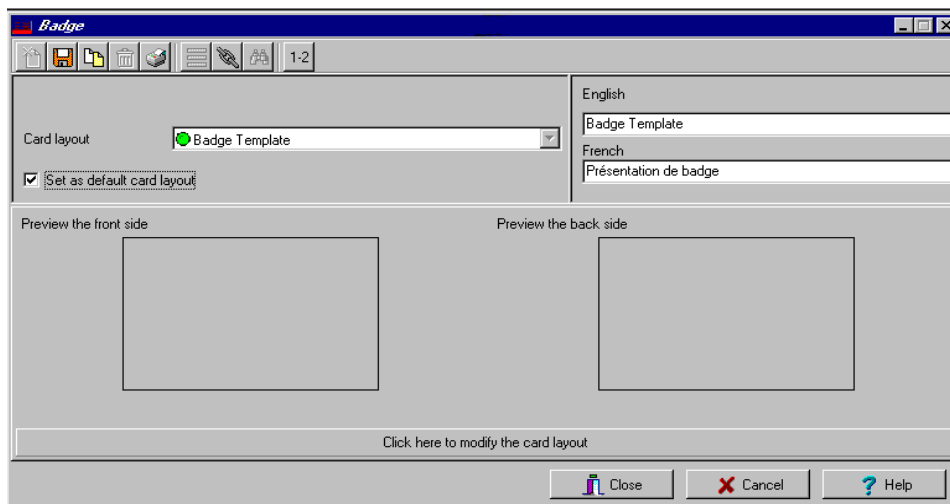 Badge
1-2
English
Badge Template
Card layout
Badge Template
French
Set as default card layout
Présentation de badge
Preview the front side
Preview the back side
Click here to modify the card layout
Close
Cancel
? Help